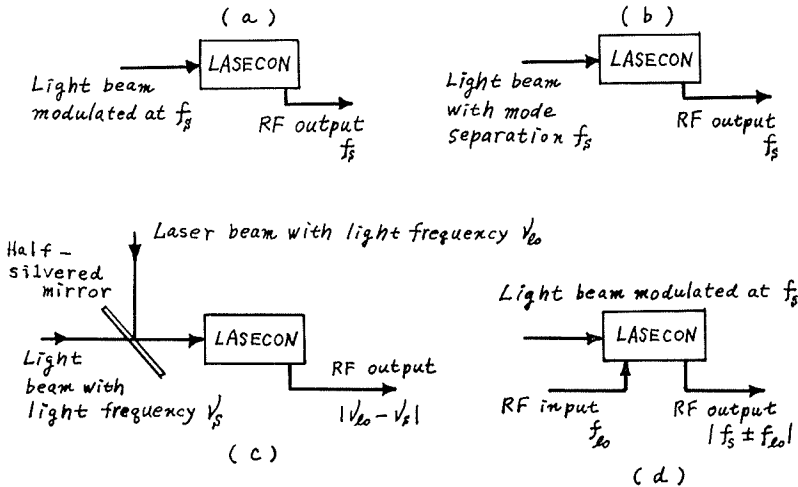 (a)
LASECON
Light beam
modulated at fs
RF output
fs
(b)
LASECON
Light beam
with mode
separation fs
RF output
fs
Laser beam with light frequency νlo
Half-
silvered
mirror
LASECON
Light
beam with
light frequency νs
RF output
|νlo - νs|
(c)
Light beam modulated at fs
LASECON
RF input
flo
RF output
|fs ± flo|
(d)